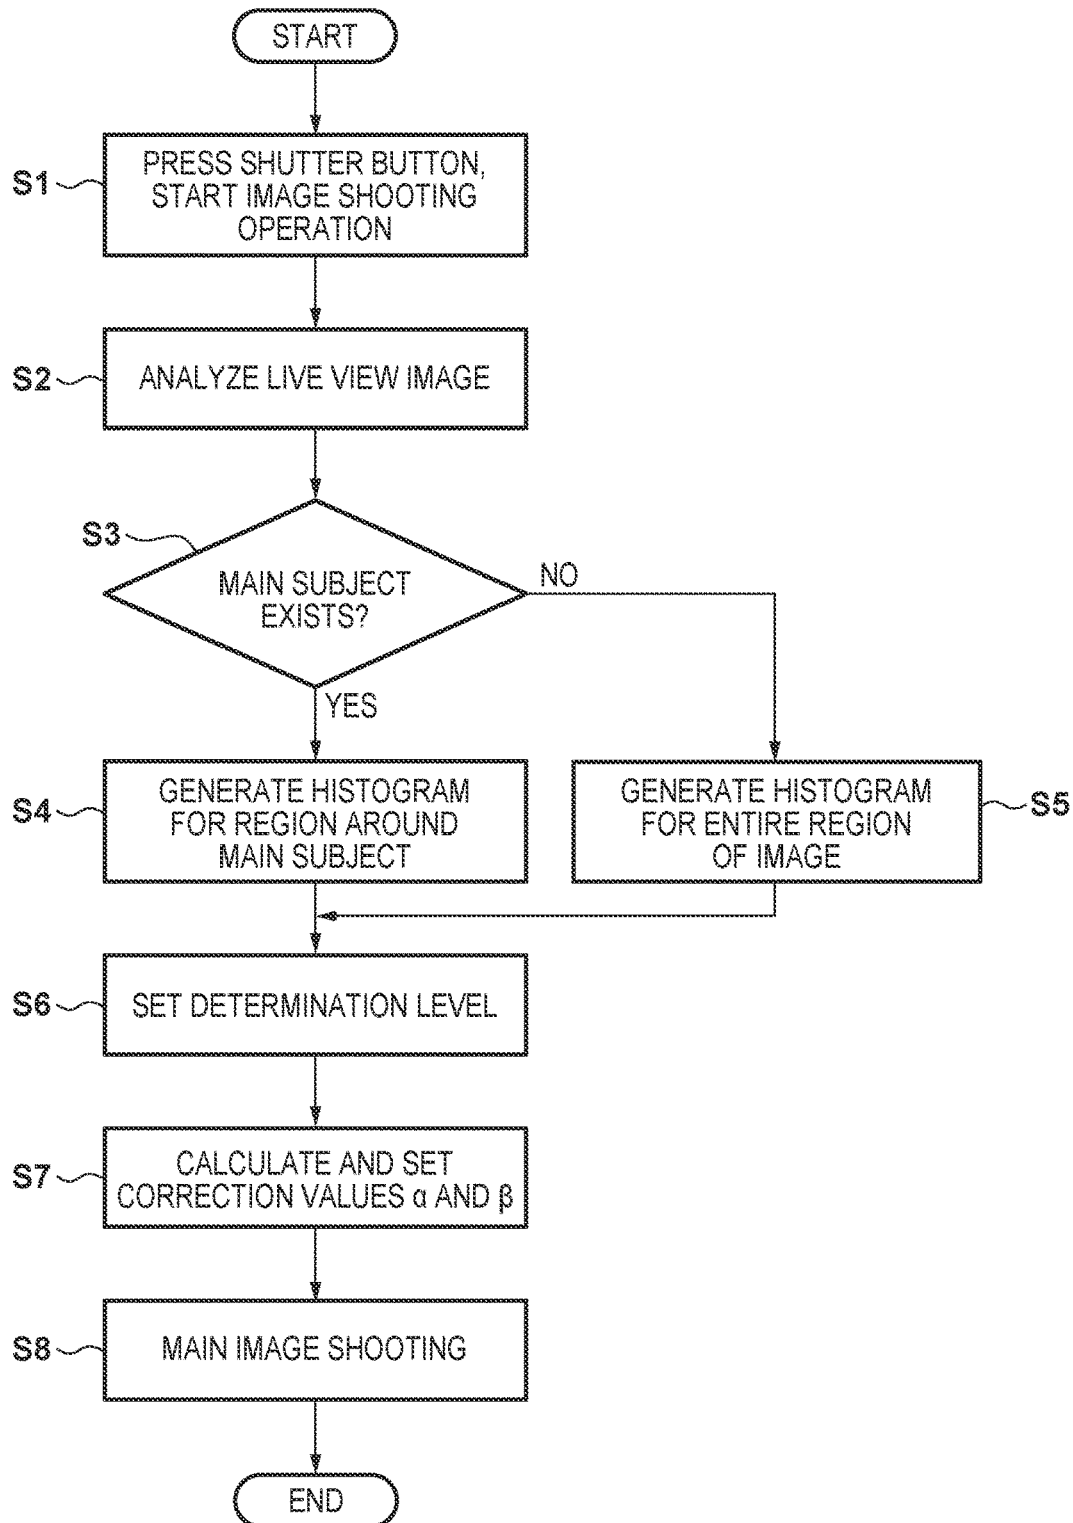 START
S1
PRESS SHUTTER BUTTON,
START IMAGE SHOOTING
OPERATION
S2
ANALYZE LIVE VIEW IMAGE
S3
MAIN SUBJECT
EXISTS?
NO
YES
S4
GENERATE HISTOGRAM
FOR REGION AROUND
MAIN SUBJECT
GENERATE HISTOGRAM
FOR ENTIRE REGION
OF IMAGE
S5
S6
SET DETERMINATION LEVEL
S7
CALCULATE AND SET
CORRECTION VALUES α AND β
S8
MAIN IMAGE SHOOTING
END